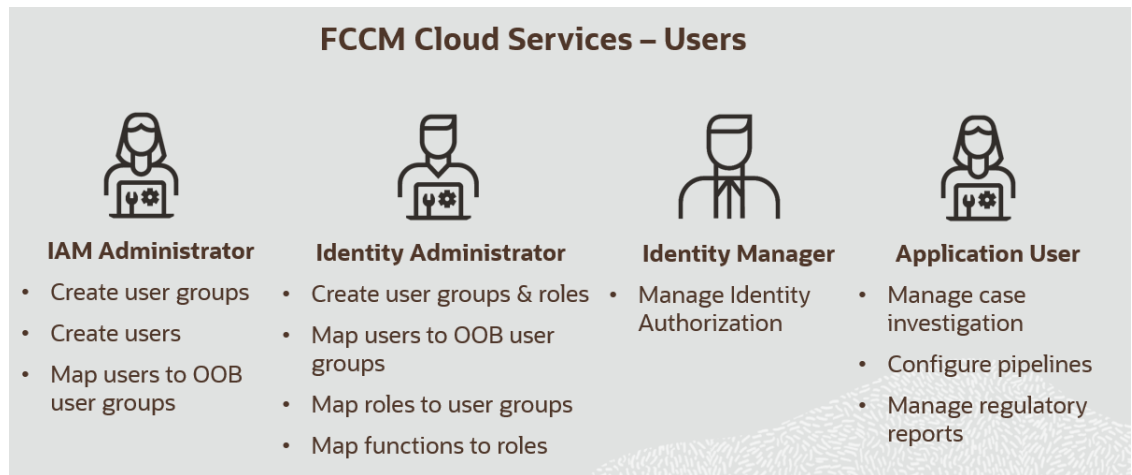 FCCM Cloud Services – Users
IAM Administrator
• Create user groups
• Create users
• Map users to OOB
user groups
Identity Administrator
• Create user groups & roles
• Map users to OOB user
groups
• Map roles to user groups
• Map functions to roles
Identity Manager
• Manage Identity
Authorization
Application User
• Manage case
investigation
• Configure pipelines
• Manage regulatory
reports